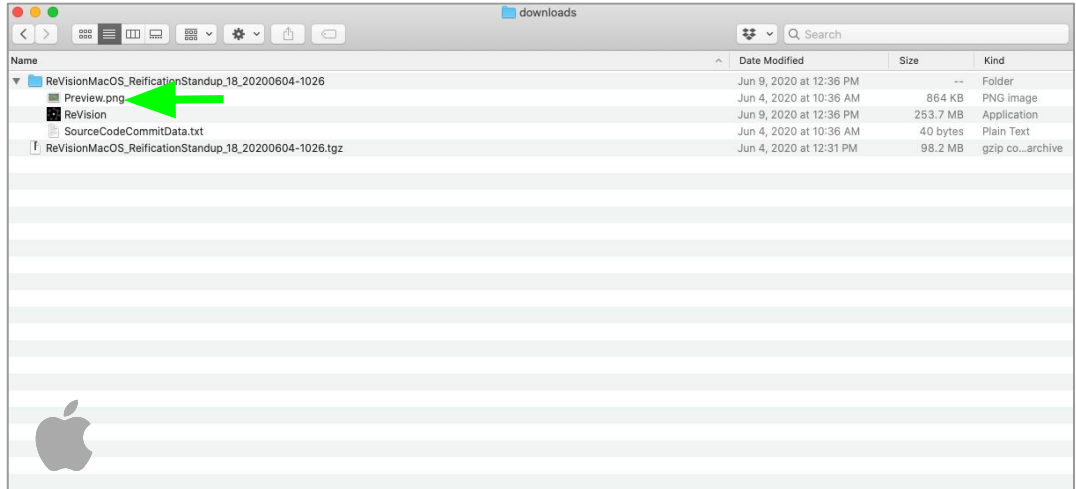 downloads
Search
Name Date Modified Size Kind
ReVisionMacOS_ReificationStandup_18_20200604-1026 Jun 9, 2020 at 12:36 PM -- Folder
Preview.png Jun 4, 2020 at 10:36 AM 864 KB PNG image
ReVision Jun 9, 2020 at 12:36 PM 253.7 MB Application
SourceCodeCommitData.txt Jun 4, 2020 at 10:36 AM 40 bytes Plain Text
ReVisionMacOS_ReificationStandup_18_20200604-1026.tgz Jun 4, 2020 at 12:31 PM 98.2 MB gzip co...archive